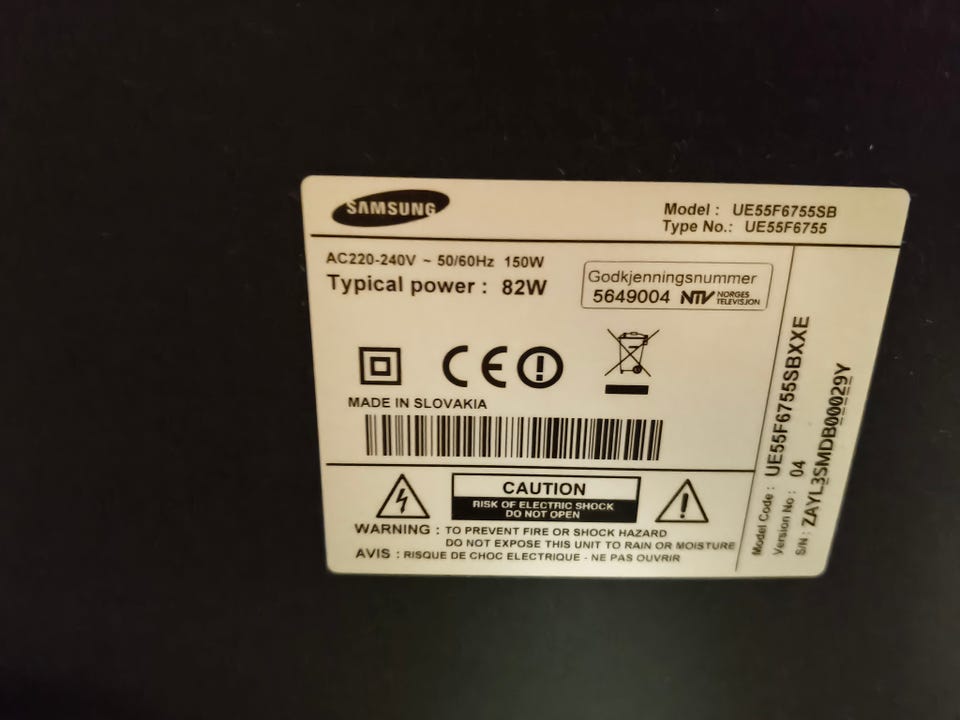 SAMSUNG
Model : UE55F6755SB
Type No.: UE55F6755
AC220-240V ~ 50/60Hz 150W
Typical power : 82W
Godkjenningsnummer
5649004 NTV NORGES TELEVISJON
CE
MADE IN SLOVAKIA
CAUTION
RISK OF ELECTRIC SHOCK
DO NOT OPEN
WARNING : TO PREVENT FIRE OR SHOCK HAZARD
DO NOT EXPOSE THIS UNIT TO RAIN OR MOISTURE
AVIS : RISQUE DE CHOC ELECTRIQUE - NE PAS OUVRIR
Model Code : UE55F6755SBXXE
Version No : 04
S/N : ZAYL3SMDB00029Y